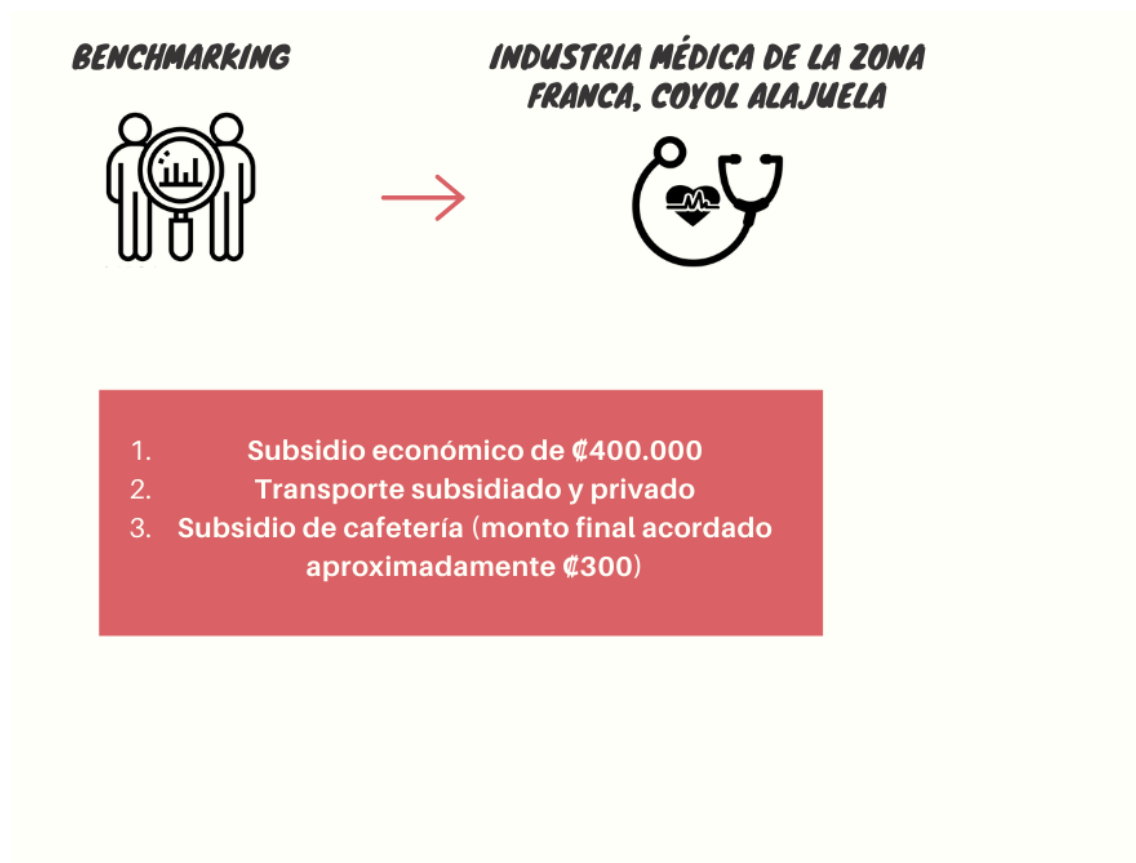 BENCHMARKING
INDUSTRIA MÉDICA DE LA ZONA
FRANCA, COYOL ALAJUELA
1. Subsidio económico de ₡400.000
2. Transporte subsidiado y privado
3. Subsidio de cafetería (monto final acordado
aproximadamente ₡300)